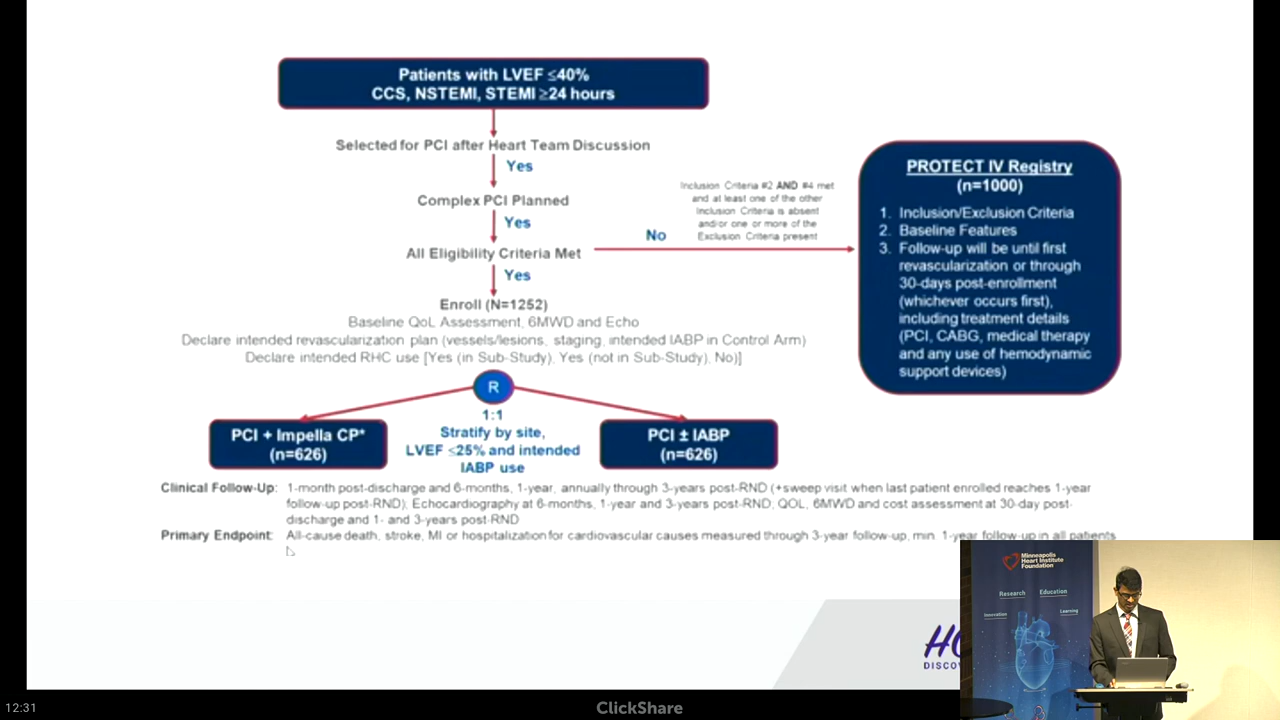 Patients with LVEF ≤40%
CCS, NSTEMI, STEMI ≥24 hours
Selected for PCI after Heart Team Discussion
Yes
Complex PCI Planned
Yes
All Eligibility Criteria Met
Yes
No
Inclusion Criteria #2 AND #4 met
and at least one of the other
Inclusion Criteria is absent
and/or one or more of the
Exclusion Criteria present
PROTECT IV Registry
(n=1000)
1. Inclusion/Exclusion Criteria
2. Baseline Features
3. Follow-up will be until first
revascularization or through
30-days post-enrollment
(whichever occurs first),
including treatment details
(PCI, CABG, medical therapy
and any use of hemodynamic
support devices)
Enroll (N=1252)
Baseline QoL Assessment, 6MWD and Echo
Declare intended revascularization plan (vessels/lesions, staging, intended IABP in Control Arm)
Declare intended RHC use [Yes (in Sub-Study), Yes (not in Sub-Study), No)]
R
1:1
Stratify by site,
LVEF ≤25% and intended
IABP use
PCI + Impella CP*
(n=626)
PCI ± IABP
(n=626)
Clinical Follow-Up: 1-month post-discharge and 6-months, 1-year, annually through 3-years post-RND (+sweep visit when last patient enrolled reaches 1-year
follow-up post-RND); Echocardiography at 6-months, 1-year and 3-years post-RND; QOL, 6MWD and cost assessment at 30-day post-
discharge and 1- and 3-years post-RND
Primary Endpoint: All-cause death, stroke, MI or hospitalization for cardiovascular causes measured through 3-year follow-up, min. 1-year follow-up in all patients
Minneapolis
Heart Institute
Foundation
Research Education
Innovation Learning
12:31
ClickShare